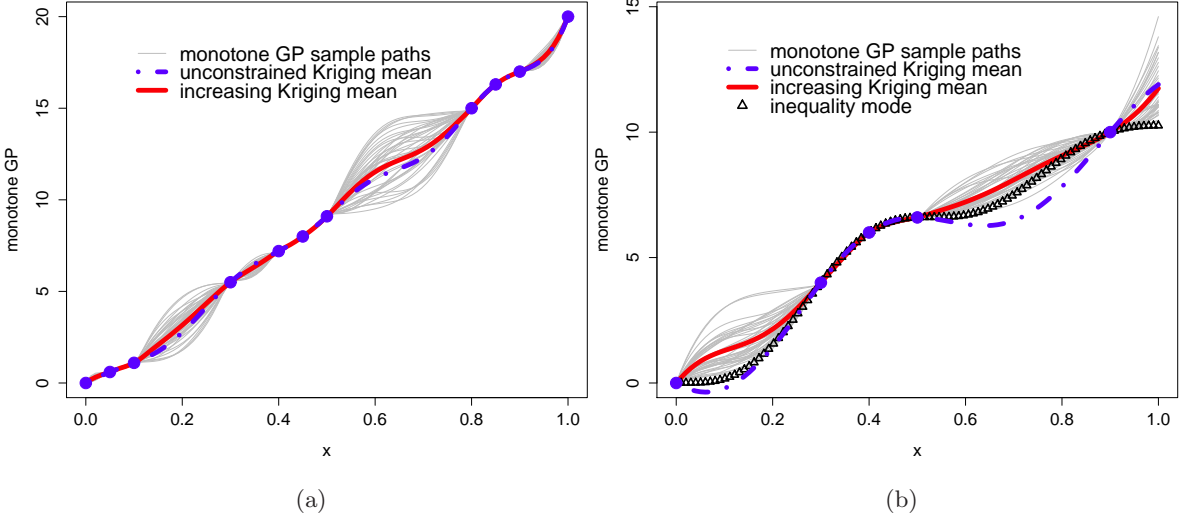 monotone GP sample paths
unconstrained Kriging mean
increasing Kriging mean
monotone GP
0 5 10 15 20
0.0 0.2 0.4 0.6 0.8 1.0
x
(a)
monotone GP sample paths
unconstrained Kriging mean
increasing Kriging mean
inequality mode
monotone GP
0 5 10 15
0.0 0.2 0.4 0.6 0.8 1.0
x
(b)